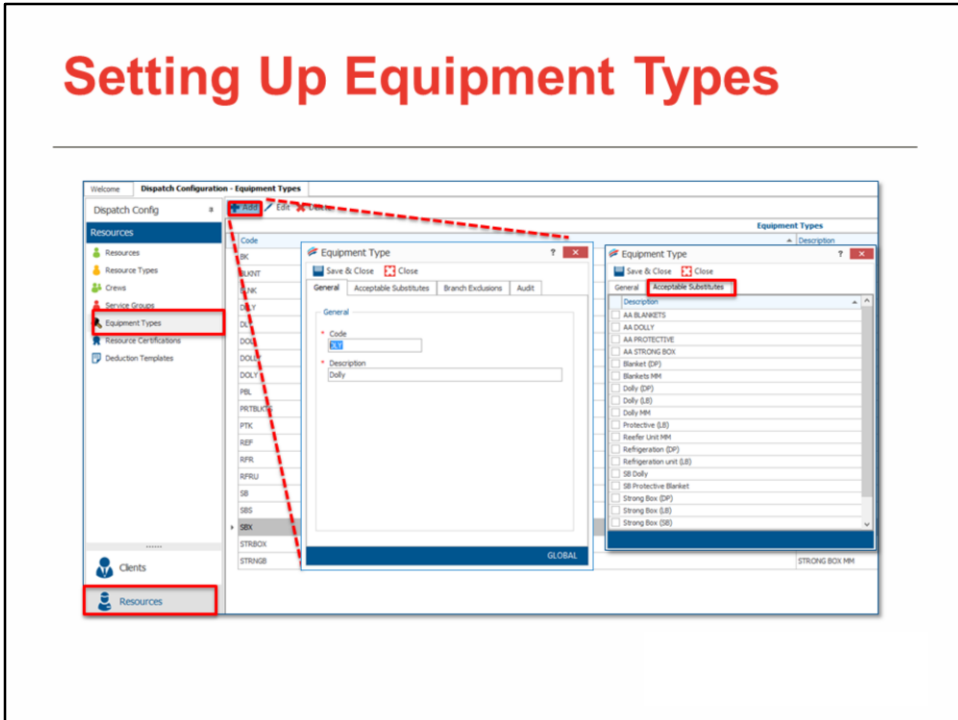 Setting Up Equipment Types
Welcome Dispatch Configuration - Equipment Types
Dispatch Config
Add Edit
Resources
Equipment Types
Resources
Resource Types
Crews
Service Groups
Equipment Types
Resource Certifications
Deduction Templates
Clients
Resources
Code
Description
BK
DOLY
PBL
PTK
REF
RFR
RFRU
SB
SBS
SBX
STRBOX
STRNGB
STRONG BOX MM
Equipment Type ?
Save & Close Close
General Acceptable Substitutes Branch Exclusions Audit
General
* Code
* Description
Dolly
GLOBAL
Equipment Type ?
Save & Close Close
General Acceptable Substitutes
Description
AA BLANKETS
AA DOLLY
AA PROTECTIVE
AA STRONG BOX
Blanket (DP)
Blankets MM
Dolly (DP)
Dolly (LB)
Dolly MM
Protective (LB)
Reefer Unit MM
Refrigeration (DP)
Refrigeration unit (LB)
SB Dolly
SB Protective Blanket
Strong Box (DP)
Strong Box (LB)
Strong Box (SB)